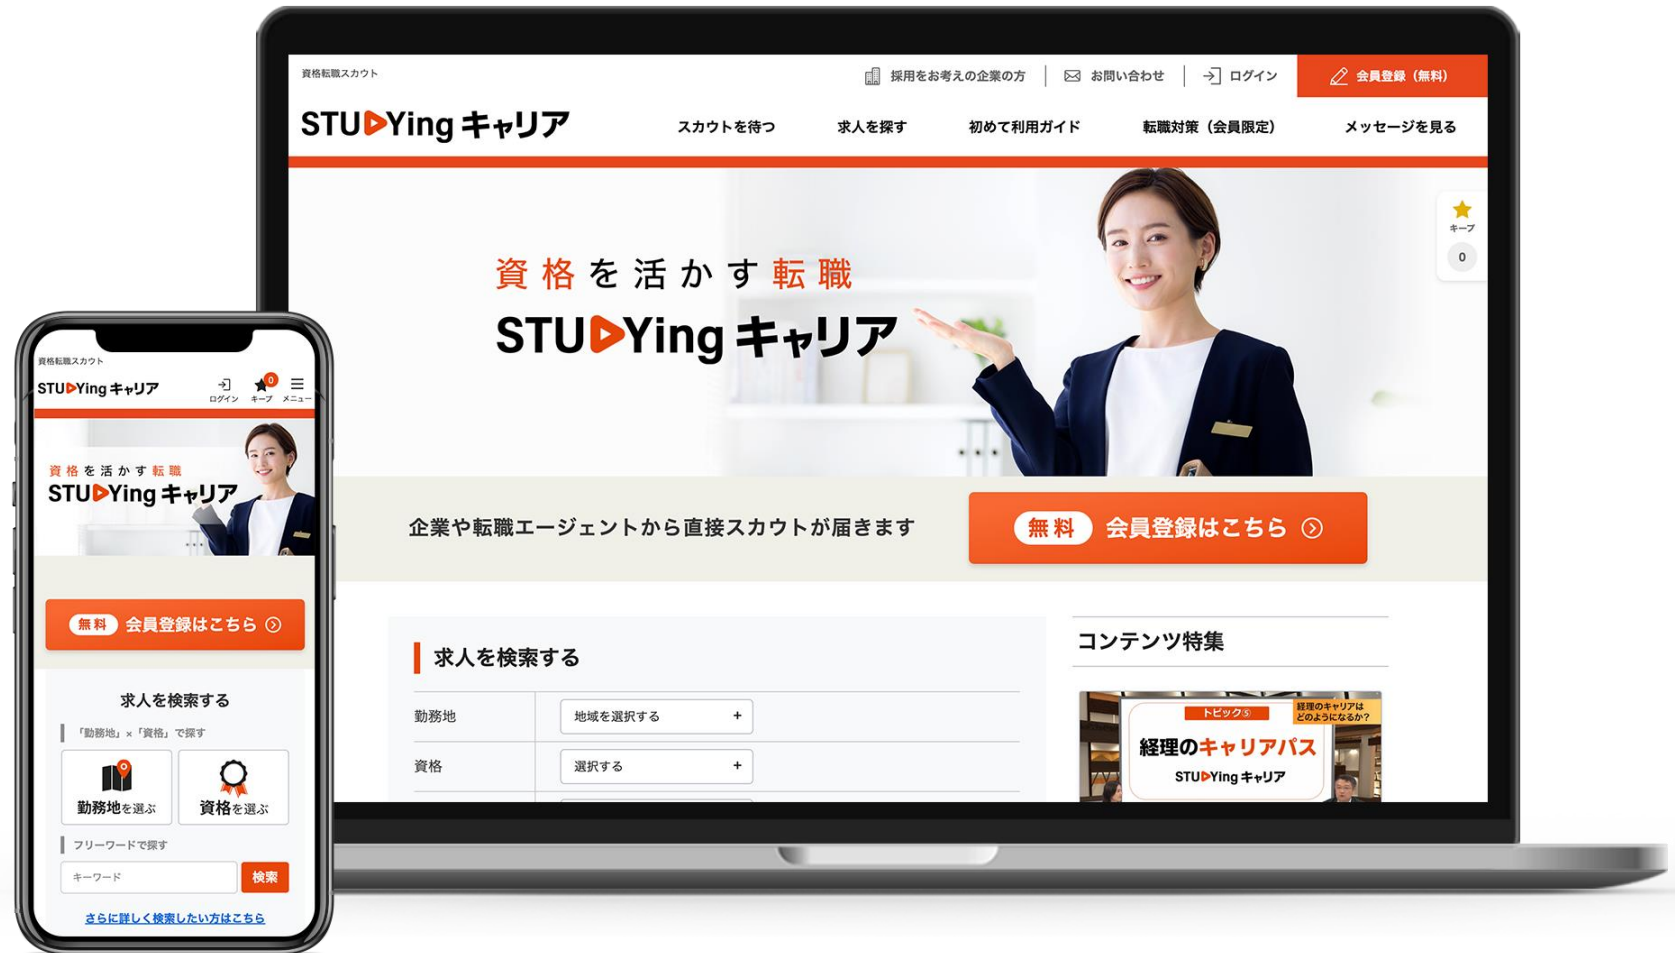 資格転職スカウト
採用をお考えの企業の方
お問い合わせ
ログイン
会員登録（無料）
STUDYing キャリア
スカウトを待つ
求人を探す
初めて利用ガイド
転職対策（会員限定）
メッセージを見る
キープ
0
資格を活かす転職
STUDYing キャリア
企業や転職エージェントから直接スカウトが届きます
無料 会員登録はこちら
求人を検索する
勤務地
地域を選択する +
資格
選択する +
コンテンツ特集
トピック⑤
経理のキャリアは
どのようになるか？
経理のキャリアパス
STUDYing キャリア
資格転職スカウト
STUDYing キャリア
ログイン
0
キープ
メニュー
資格を活かす転職
STUDYing キャリア
無料 会員登録はこちら
求人を検索する
「勤務地」×「資格」で探す
勤務地を選ぶ
資格を選ぶ
フリーワードで探す
キーワード
検索
さらに詳しく検索したい方はこちら